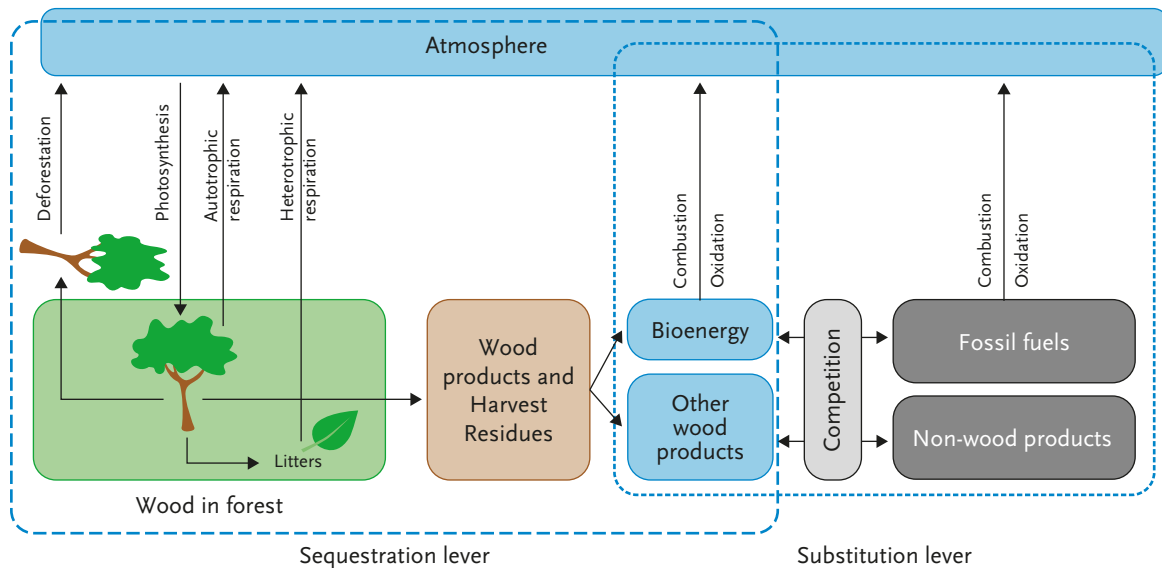 Atmosphere
Deforestation
Photosynthesis
Autotrophic
respiration
Heterotrophic
respiration
Combustion
Oxidation
Combustion
Oxidation
Wood
products and
Harvest
Residues
Bioenergy
Other
wood
products
Competition
Fossil fuels
Non-wood products
Litters
Wood in forest
Sequestration lever
Substitution lever